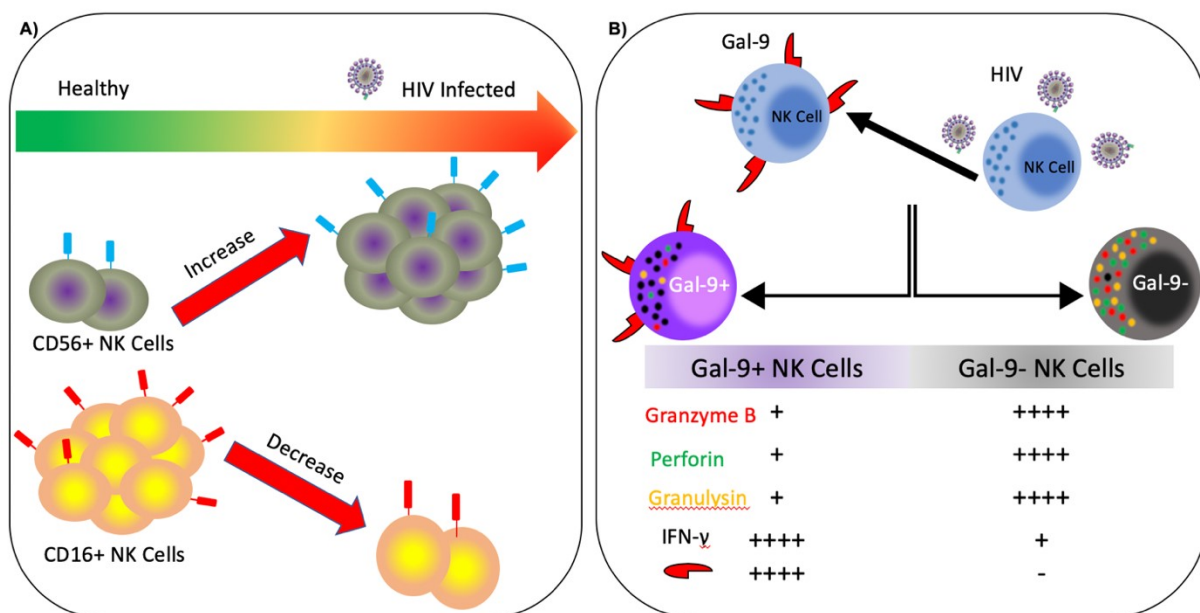 A)
Healthy
HIV Infected
Increase
CD56+ NK Cells
Decrease
CD16+ NK Cells
B)
Gal-9
HIV
NK Cell
NK Cell
Gal-9+
Gal-9-
Gal-9+ NK Cells Gal-9- NK Cells
Granzyme B + ++++
Perforin + ++++
Granulysin + ++++
IFN-γ ++++ +
++++ -